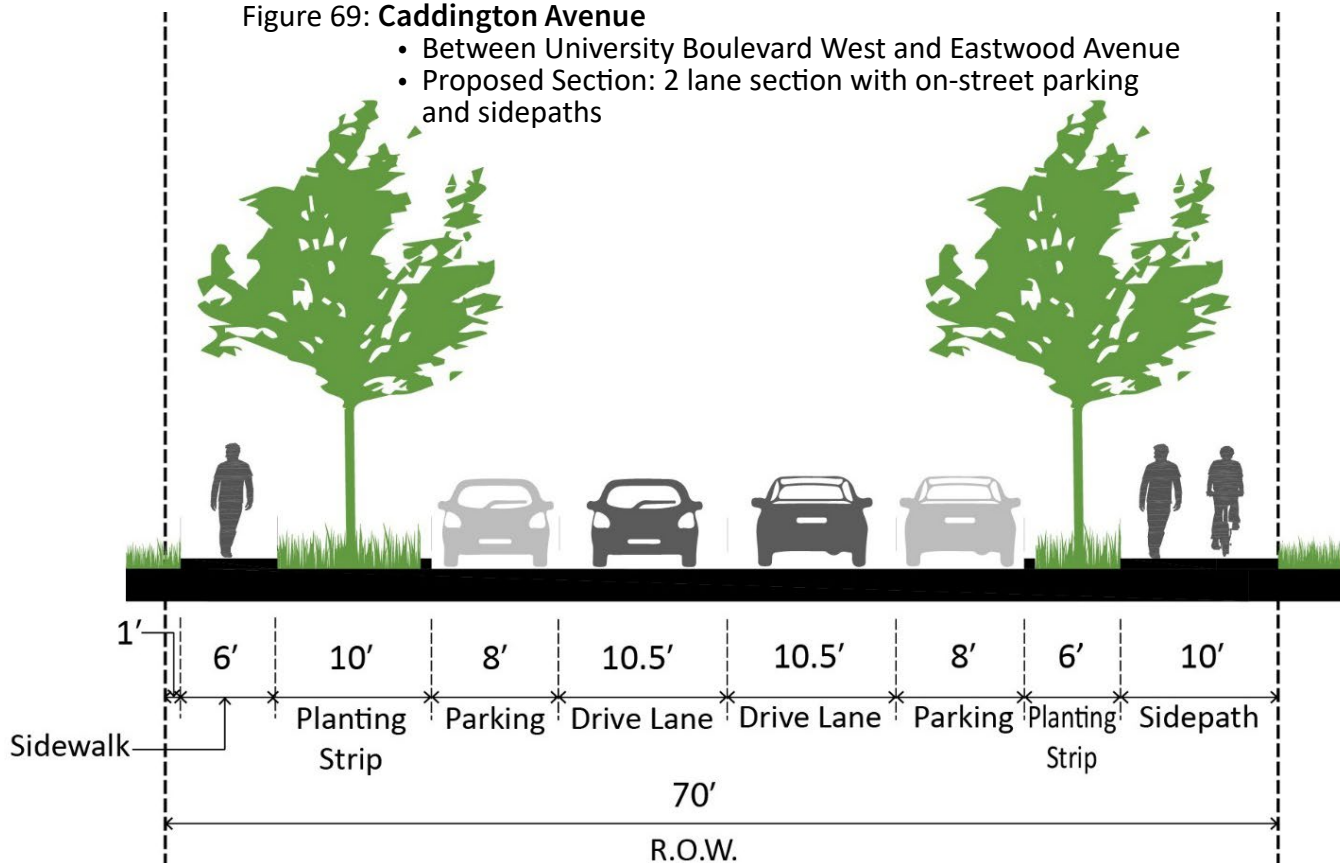 Figure 69: Caddington Avenue
• Between University Boulevard West and Eastwood Avenue
• Proposed Section: 2 lane section with on-street parking
and sidepaths
1′
6′ 10′ 8′ 10.5′ 10.5′ 8′ 6′ 10′
Sidewalk
Planting Strip
Parking
Drive Lane
Drive Lane
Parking
Planting Strip
Sidepath
70′
R.O.W.